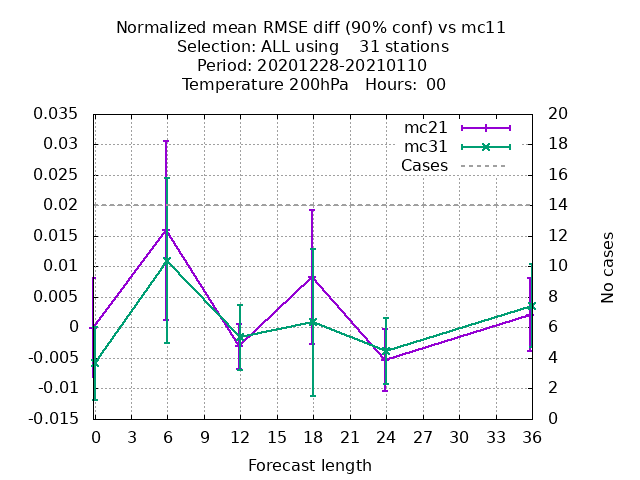 Normalized mean RMSE diff (90% conf) vs mc11
Selection: ALL using    31 stations
Period: 20201228-20210110
Temperature 200hPa   Hours:  00
0.035 20
0.03 18
0.025 16
0.02 14
0.015 12
0.01 10
0.005 8
0 6
-0.005 4
-0.01 2
-0.015 0
mc21
mc31
Cases
No cases
0 3 6 9 12 15 18 21 24 27 30 33 36
Forecast length